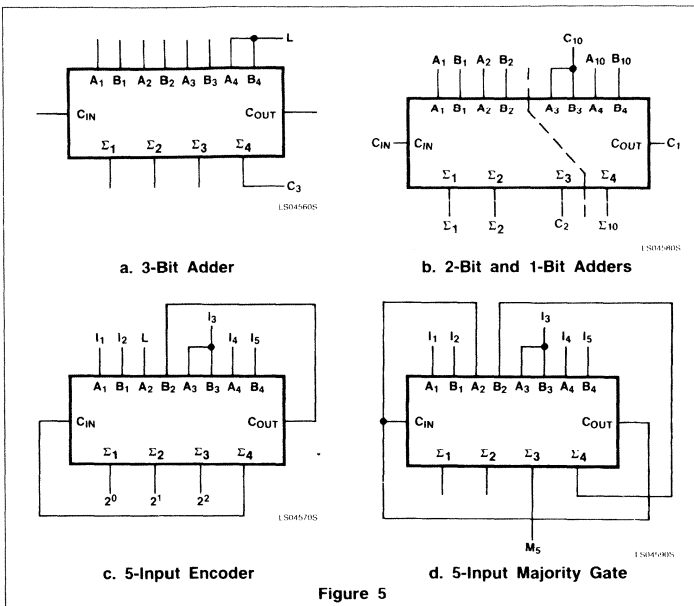 L
A1 B1 A2 B2 A3 B3 A4 B4
CIN COUT
Σ1 Σ2 Σ3 Σ4
C3
LS04560S
a. 3-Bit Adder
C10
A1 B1 A2 B2 A10 B10
A1 B1 A2 B2 A3 B3 A4 B4
CIN CIN COUT C1
Σ1 Σ2 Σ3 Σ4
Σ1 Σ2 C2 Σ10
LS04580S
b. 2-Bit and 1-Bit Adders
I3
I1 I2 L I4 I5
A1 B1 A2 B2 A3 B3 A4 B4
CIN COUT
Σ1 Σ2 Σ3 Σ4
2⁰ 2¹ 2²
LS04570S
c. 5-Input Encoder
I3
I1 I2 I4 I5
A1 B1 A2 B2 A3 B3 A4 B4
CIN COUT
Σ1 Σ2 Σ3 Σ4
M5
LS04590S
d. 5-Input Majority Gate
Figure 5